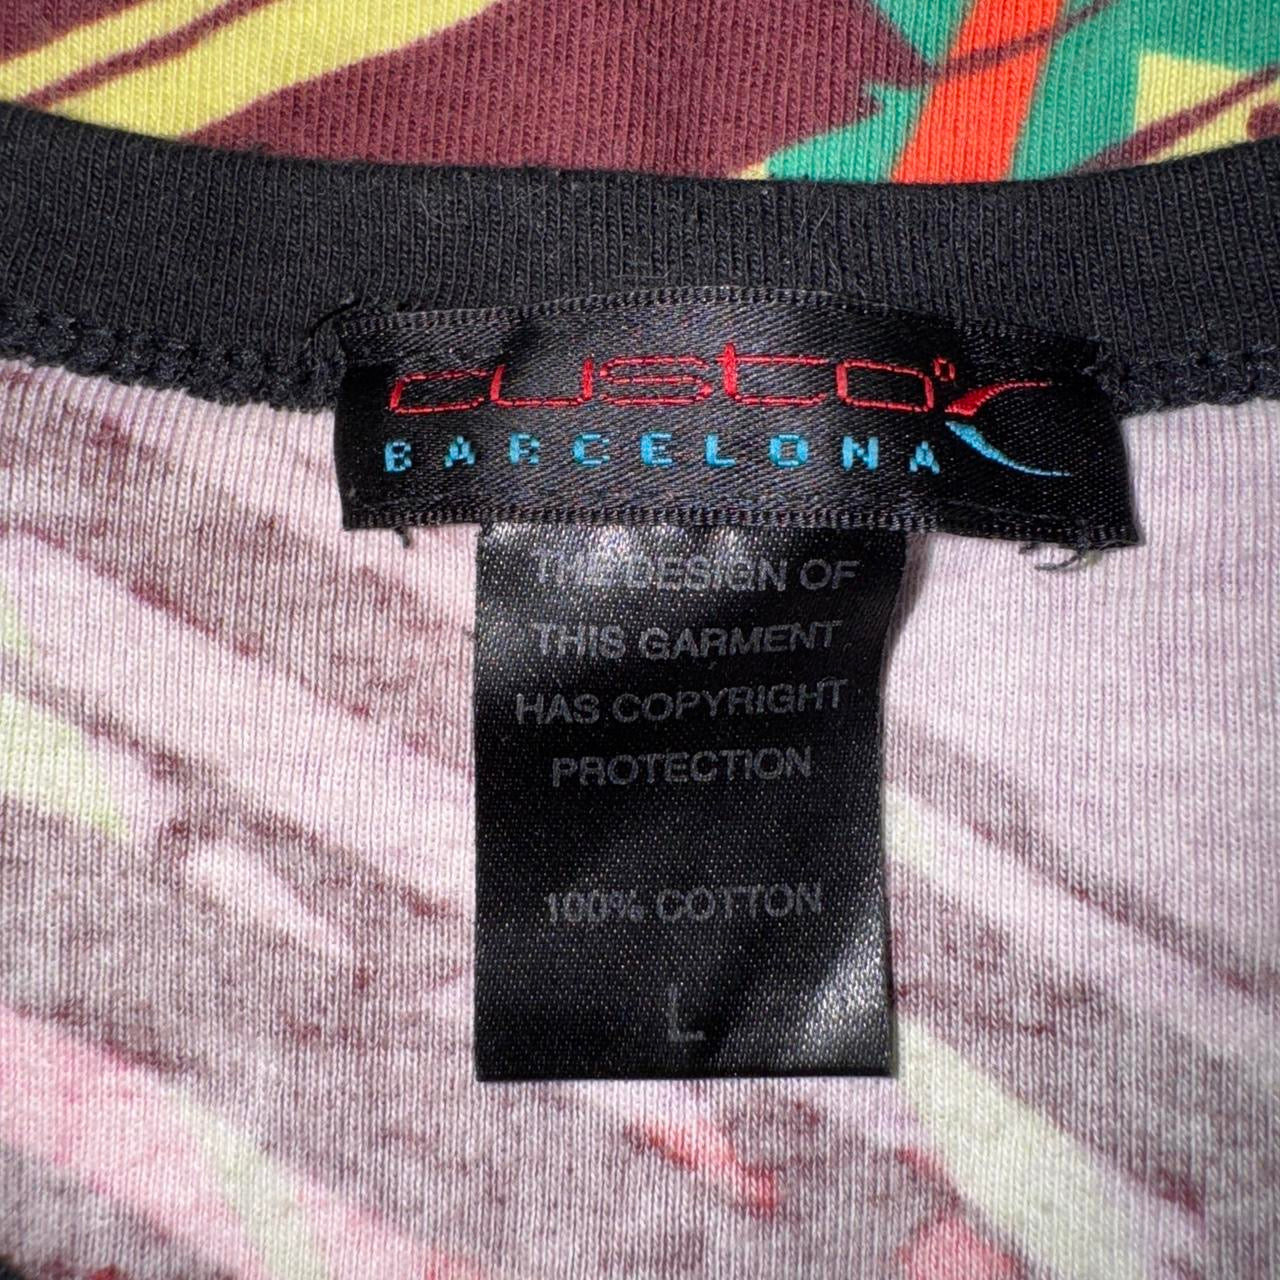 custo
BARCELONA
THE DESIGN OF
THIS GARMENT
HAS COPYRIGHT
PROTECTION
100% COTTON
L